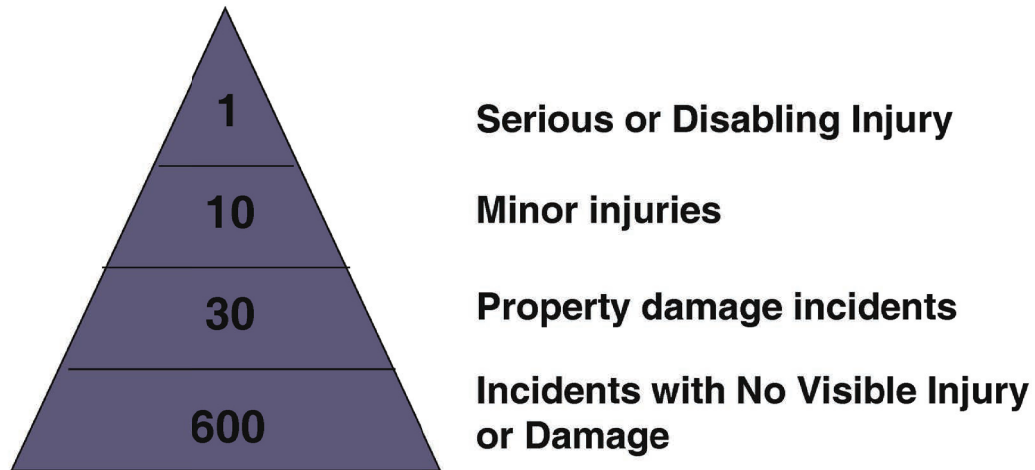 1
Serious or Disabling Injury
10
Minor injuries
30
Property damage incidents
600
Incidents with No Visible Injury
or Damage